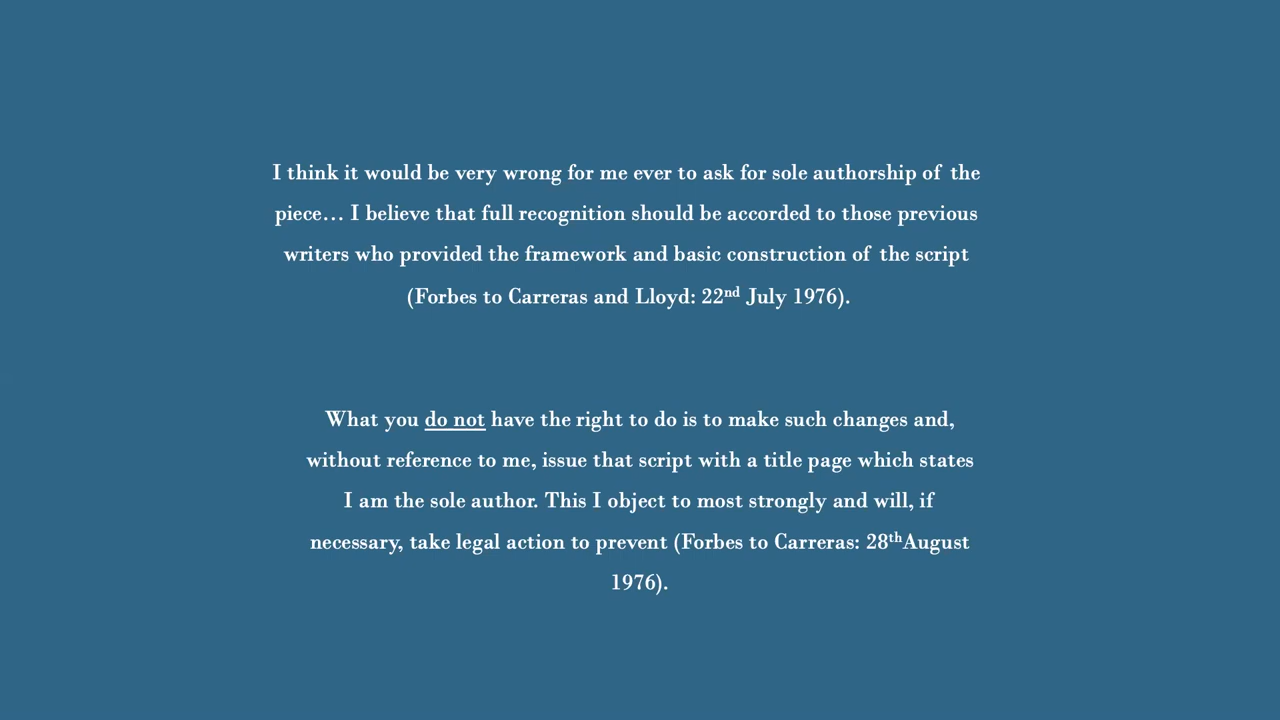 I think it would be very wrong for me ever to ask for sole authorship of the
piece… I believe that full recognition should be accorded to those previous
writers who provided the framework and basic construction of the script
(Forbes to Carreras and Lloyd: 22nd July 1976).
What you do not have the right to do is to make such changes and,
without reference to me, issue that script with a title page which states
I am the sole author. This I object to most strongly and will, if
necessary, take legal action to prevent (Forbes to Carreras: 28thAugust
1976).